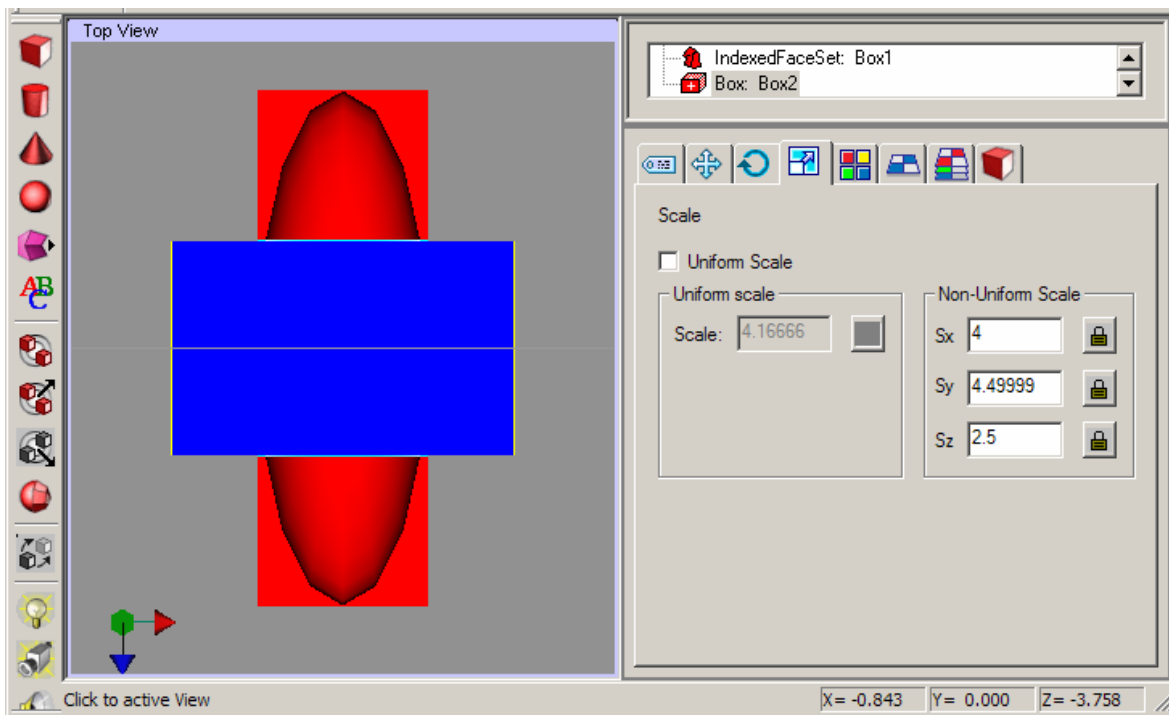 Top View
IndexedFaceSet: Box1
Box: Box2
Scale
Uniform Scale
Uniform scale
Scale: 4.16666
Non-Uniform Scale
Sx 4
Sy 4.49999
Sz 2.5
ABC
Click to active View
X= -0.843 Y= 0.000 Z= -3.758